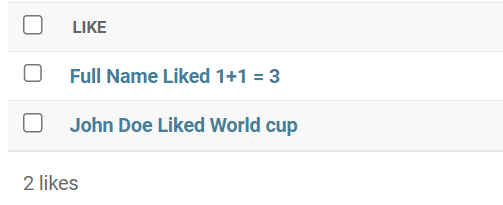 LIKE
Full Name Liked 1+1 = 3
John Doe Liked World cup
2 likes